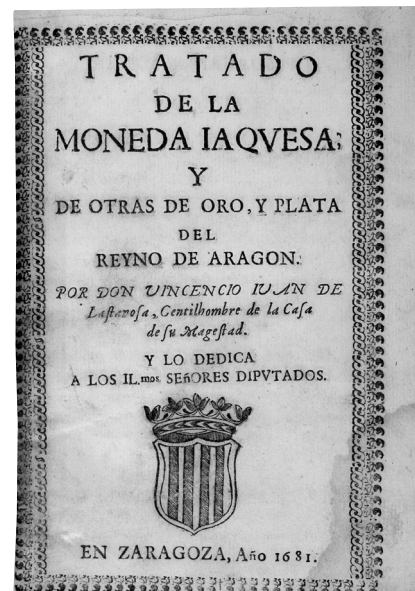 TRATADO
DE LA
MONEDA IAQVESA;
Y
DE OTRAS DE ORO, Y PLATA
DEL
REYNO DE ARAGON.
POR DON VINCENCIO IUAN DE
Lastanosa, Gentilhombre de la Casa
de su Magestad.
Y LO DEDICA
A LOS IL.mos SEÑORES DIPVTADOS.
EN ZARAGOZA, Año 1681.